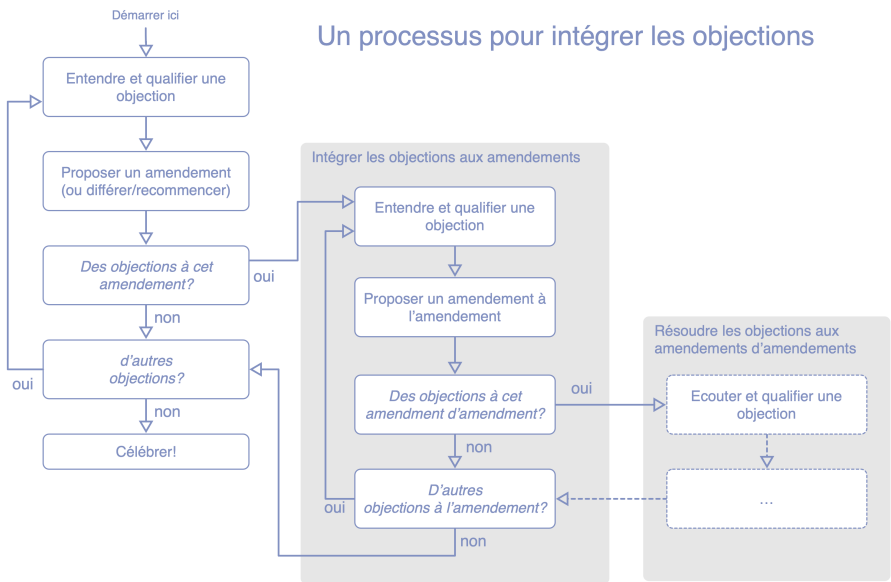 Démarrer ici
Un processus pour intégrer les objections
Entendre et qualifier une
objection
Proposer un amendement
(ou différer/recommencer)
Des objections à cet
amendement?
oui
non
d'autres
objections?
oui
non
Célébrer!
Intégrer les objections aux amendements
Entendre et qualifier une
objection
Proposer un amendement à
l'amendement
Des objections à cet
amendment d'amendment?
oui
non
D'autres
objections à l'amendement?
oui
non
Résoudre les objections aux
amendements d'amendements
Ecouter et qualifier une
objection
...